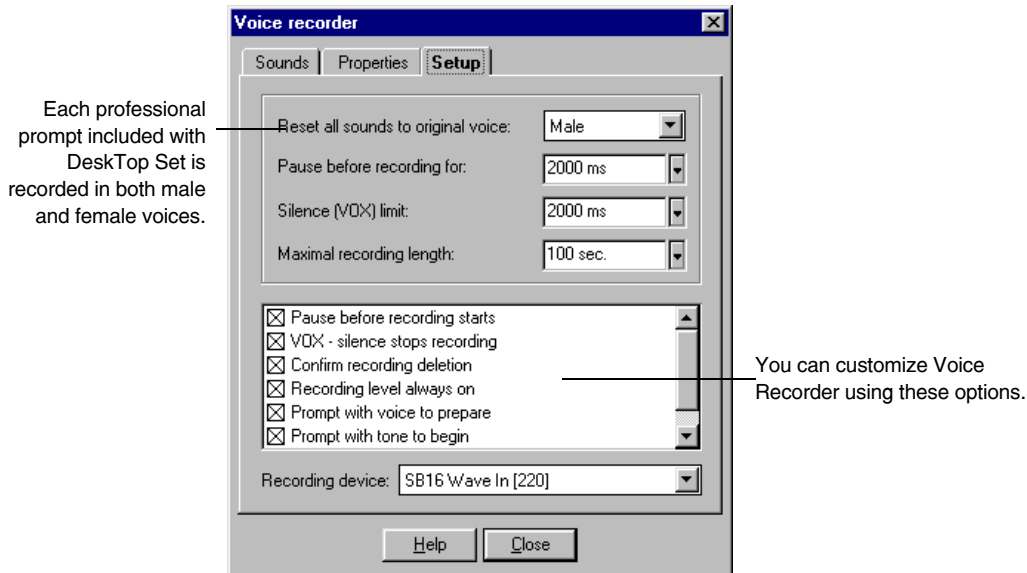 Voice recorder
Sounds
Properties
Setup
Each professional
prompt included with
DeskTop Set is
recorded in both male
and female voices.
Reset all sounds to original voice:
Male
Pause before recording for:
2000 ms
Silence (VOX) limit:
2000 ms
Maximal recording length:
100 sec.
Pause before recording starts
VOX - silence stops recording
Confirm recording deletion
Recording level always on
Prompt with voice to prepare
Prompt with tone to begin
You can customize Voice
Recorder using these options.
Recording device:
SB16 Wave In [220]
Help
Close